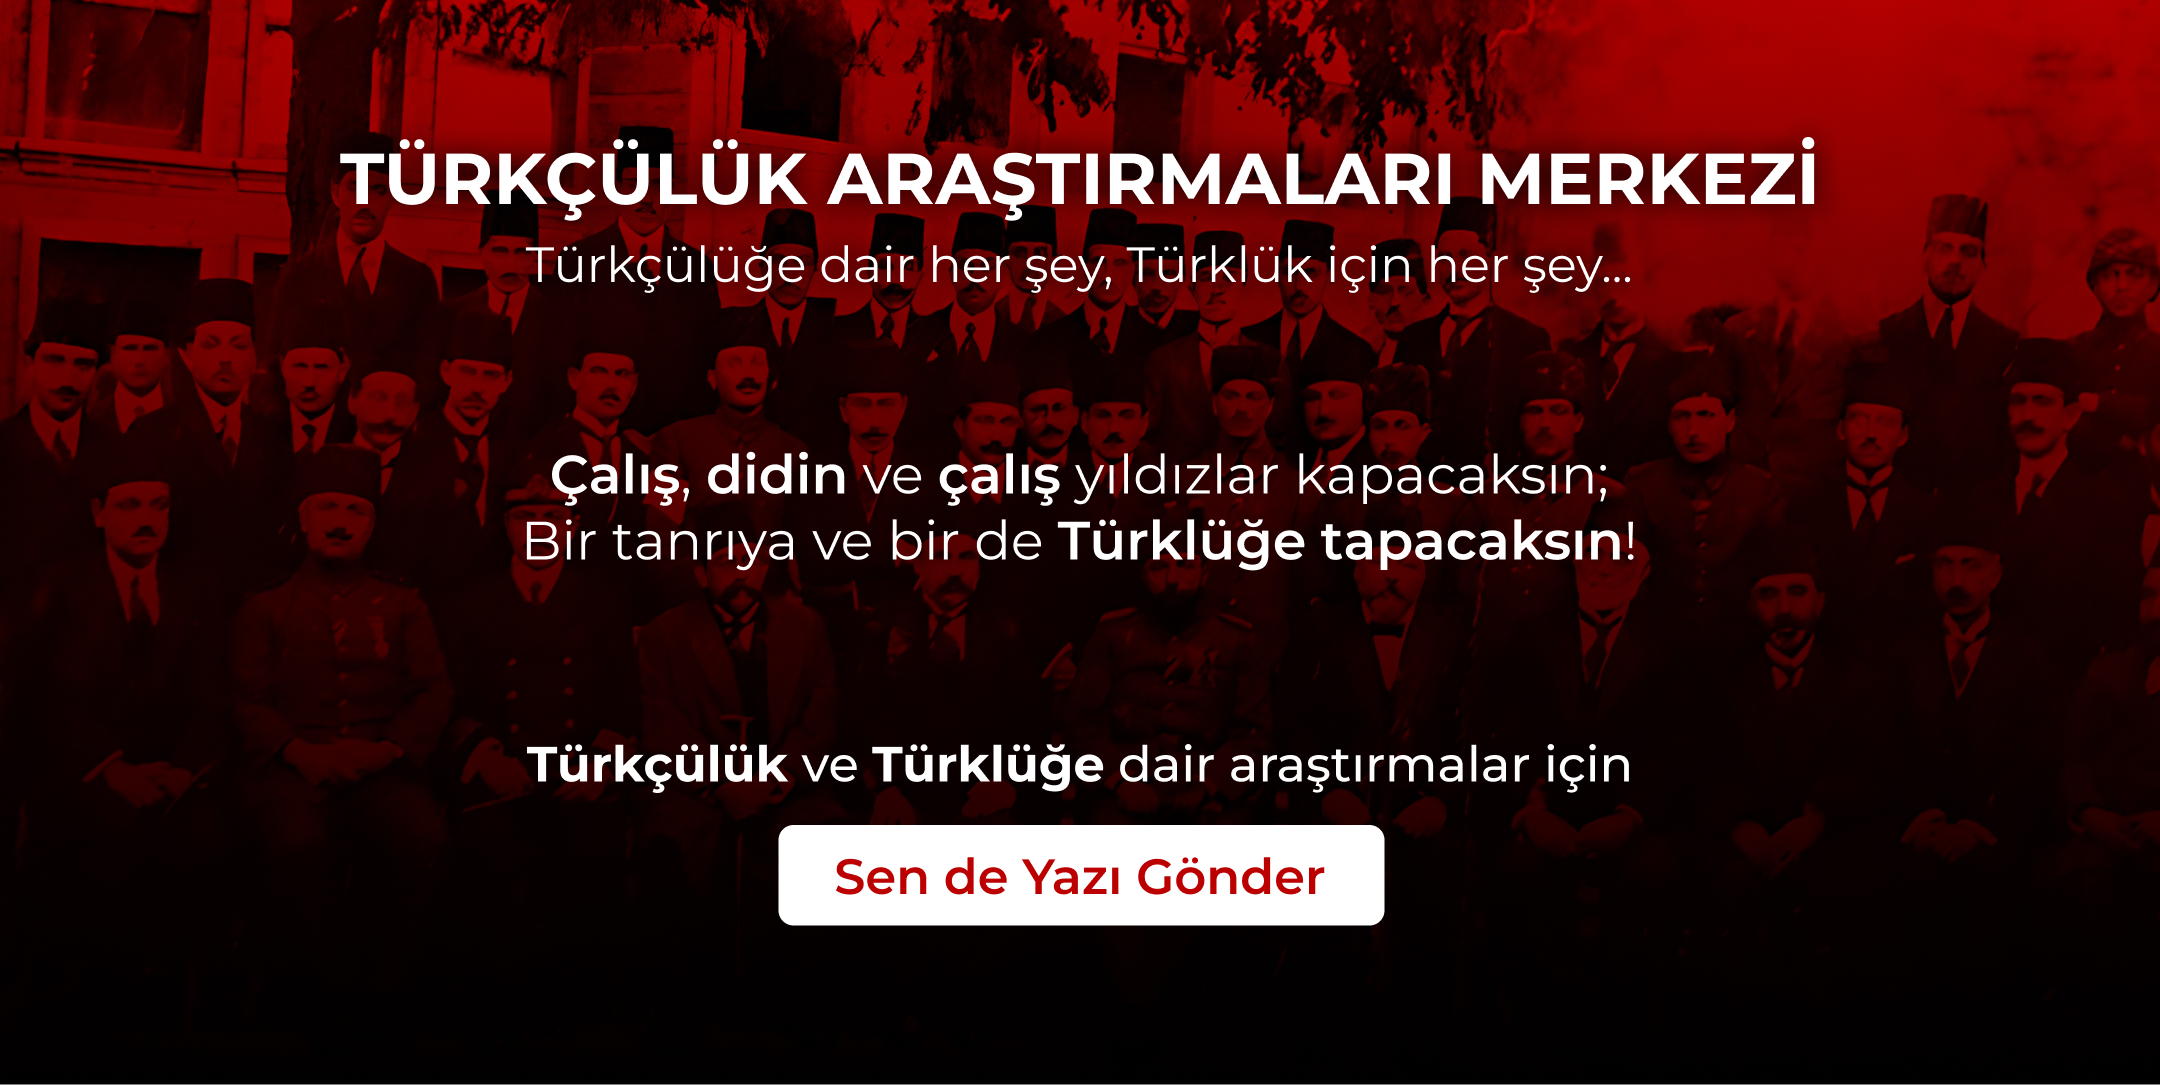 TÜRKÇÜLÜK ARAŞTIRMALARI MERKEZİ
Türkçülüğe dair her şey, Türklük için her şey...
Çalış, didin ve çalış yıldızlar kapacaksın;
Bir tanrıya ve bir de Türklüğe tapacaksın!
Türkçülük ve Türklüğe dair araştırmalar için
Sen de Yazı Gönder